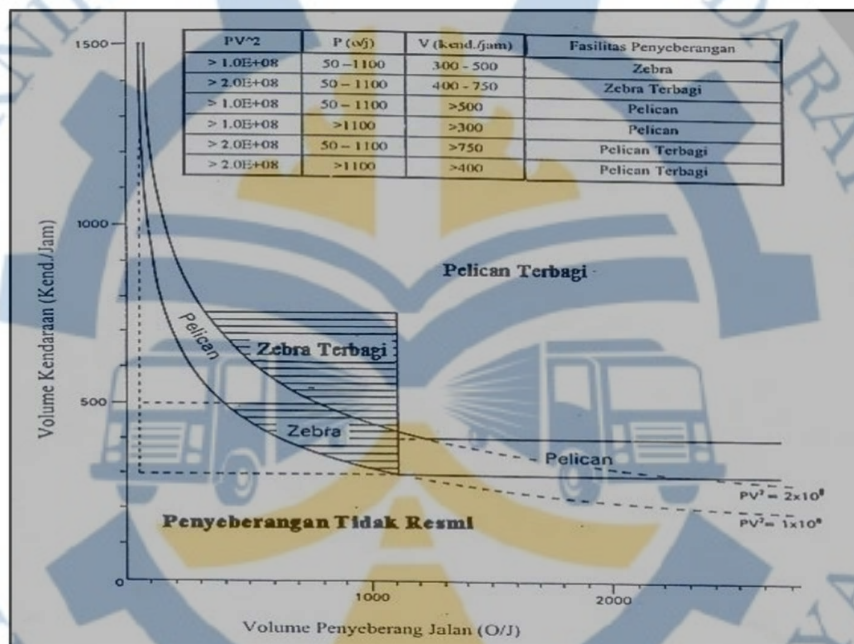 PV^2 P (o/j) V (kend./jam) Fasilitas Penyeberangan
> 1.0E+08 50 – 1100 300 - 500 Zebra
> 2.0E+08 50 – 1100 400 - 750 Zebra Terbagi
> 1.0E+08 50 – 1100 >500 Pelican
> 1.0E+08 >1100 >300 Pelican
> 2.0E+08 50 – 1100 >750 Pelican Terbagi
> 2.0E+08 >1100 >400 Pelican Terbagi
1500
1000
500
0
Volume Kendaraan (Kend./Jam)
Pelican Terbagi
Pelican
Zebra Terbagi
Zebra
Pelican
PV² = 2x10⁸
PV² = 1x10⁸
Penyeberangan Tidak Resmi
1000 2000
Volume Penyeberang Jalan (O/J)